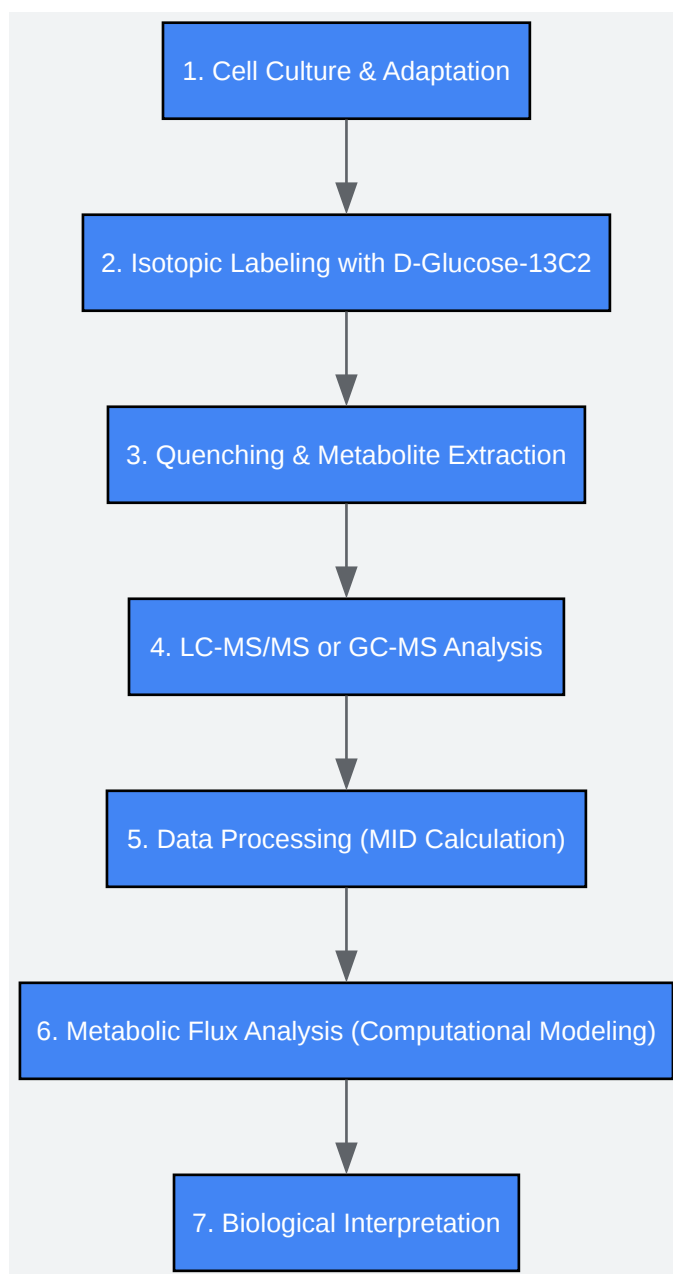 1. Cell Culture & Adaptation
2. Isotopic Labeling with D-Glucose-13C2
3. Quenching & Metabolite Extraction
4. LC-MS/MS or GC-MS Analysis
5. Data Processing (MID Calculation)
6. Metabolic Flux Analysis (Computational Modeling)
7. Biological Interpretation